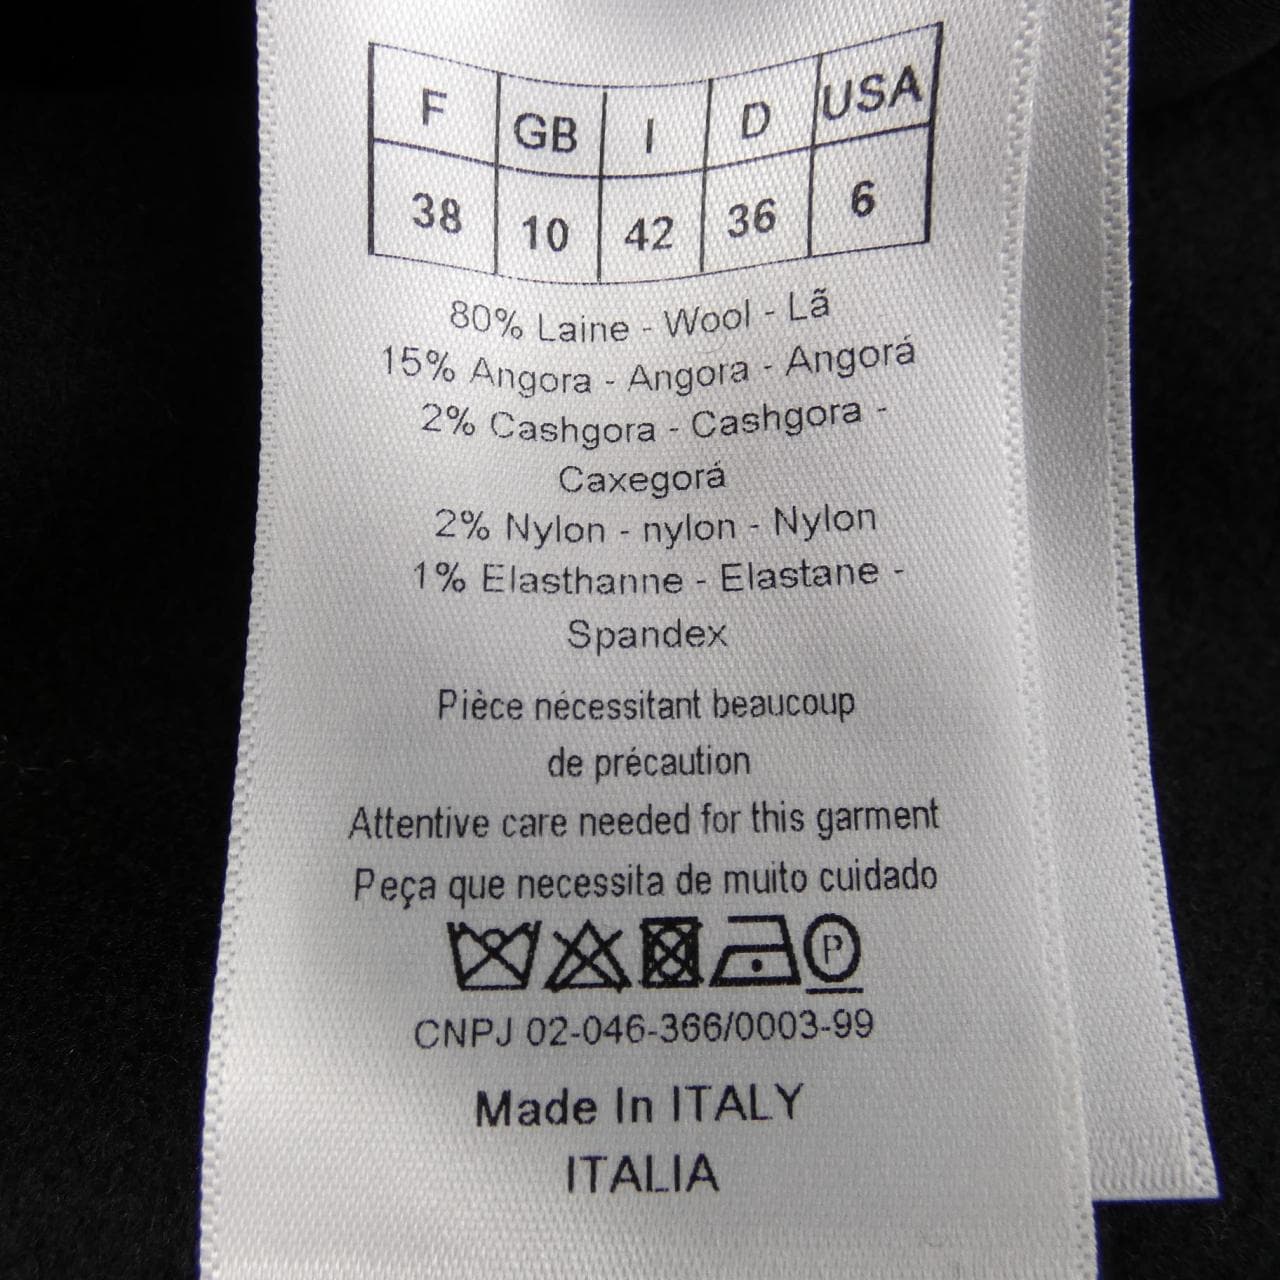 F GB I D USA
38 10 42 36 6
80% Laine - Wool - Lã
15% Angora - Angora - Angorá
2% Cashgora - Cashgora -
Caxegorá
2% Nylon - nylon - Nylon
1% Elasthanne - Elastane -
Spandex
Pièce nécessitant beaucoup
de précaution
Attentive care needed for this garment
Peça que necessita de muito cuidado
P
CNPJ 02-046-366/0003-99
Made In ITALY
ITALIA